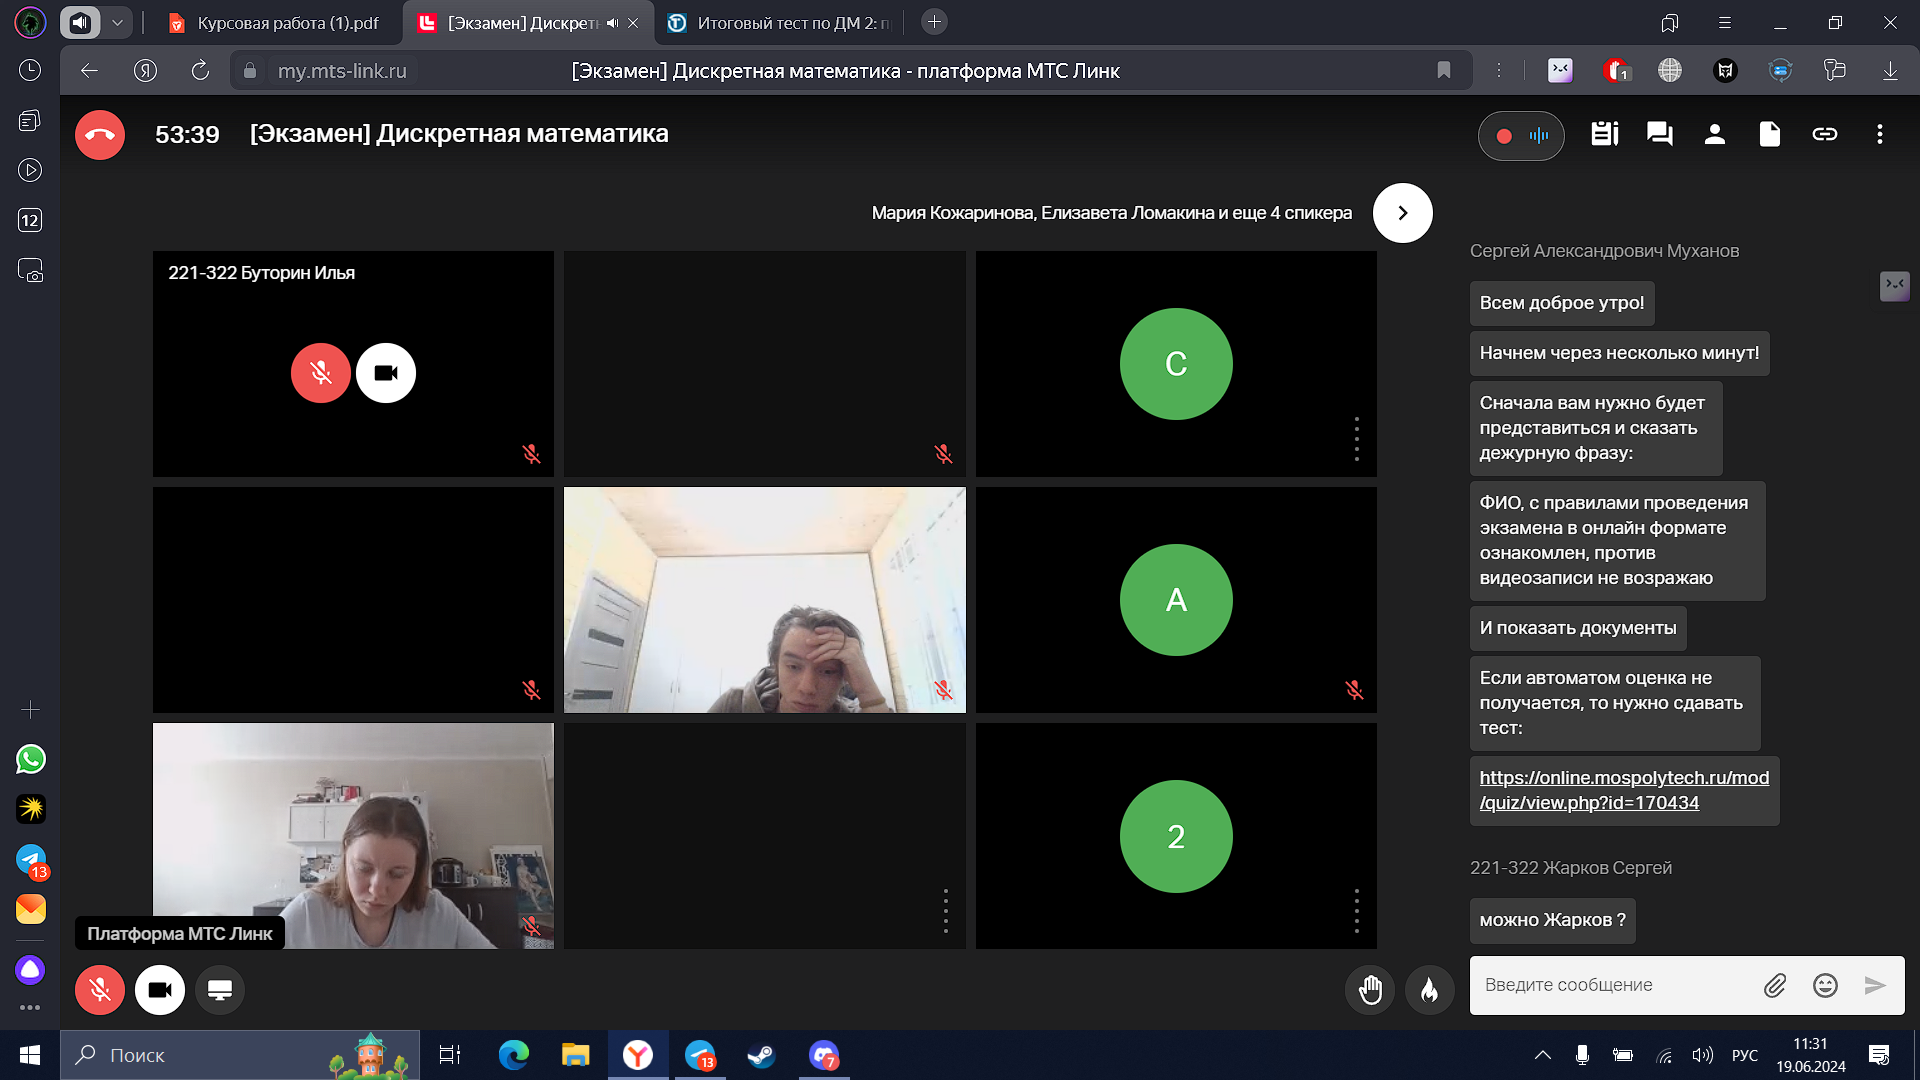 Курсовая работа (1).pdf
[Экзамен] Дискретн
Итоговый тест по ДМ 2: п
my.mts-link.ru
[Экзамен] Дискретная математика - платформа МТС Линк
1
12
53:39
[Экзамен] Дискретная математика
Мария Кожаринова, Елизавета Ломакина и еще 4 спикера
221-322 Буторин Илья
C
A
2
Платформа МТС Линк
Сергей Александрович Муханов
Всем доброе утро!
Начнем через несколько минут!
Сначала вам нужно будет
представиться и сказать
дежурную фразу:
ФИО, с правилами проведения
экзамена в онлайн формате
ознакомлен, против
видеозаписи не возражаю
И показать документы
Если автоматом оценка не
получается, то нужно сдавать
тест:
https://online.mospolytech.ru/mod
/quiz/view.php?id=170434
221-322 Жарков Сергей
можно Жарков ?
Введите сообщение
13
Поиск
13
7
РУС
11:31
19.06.2024